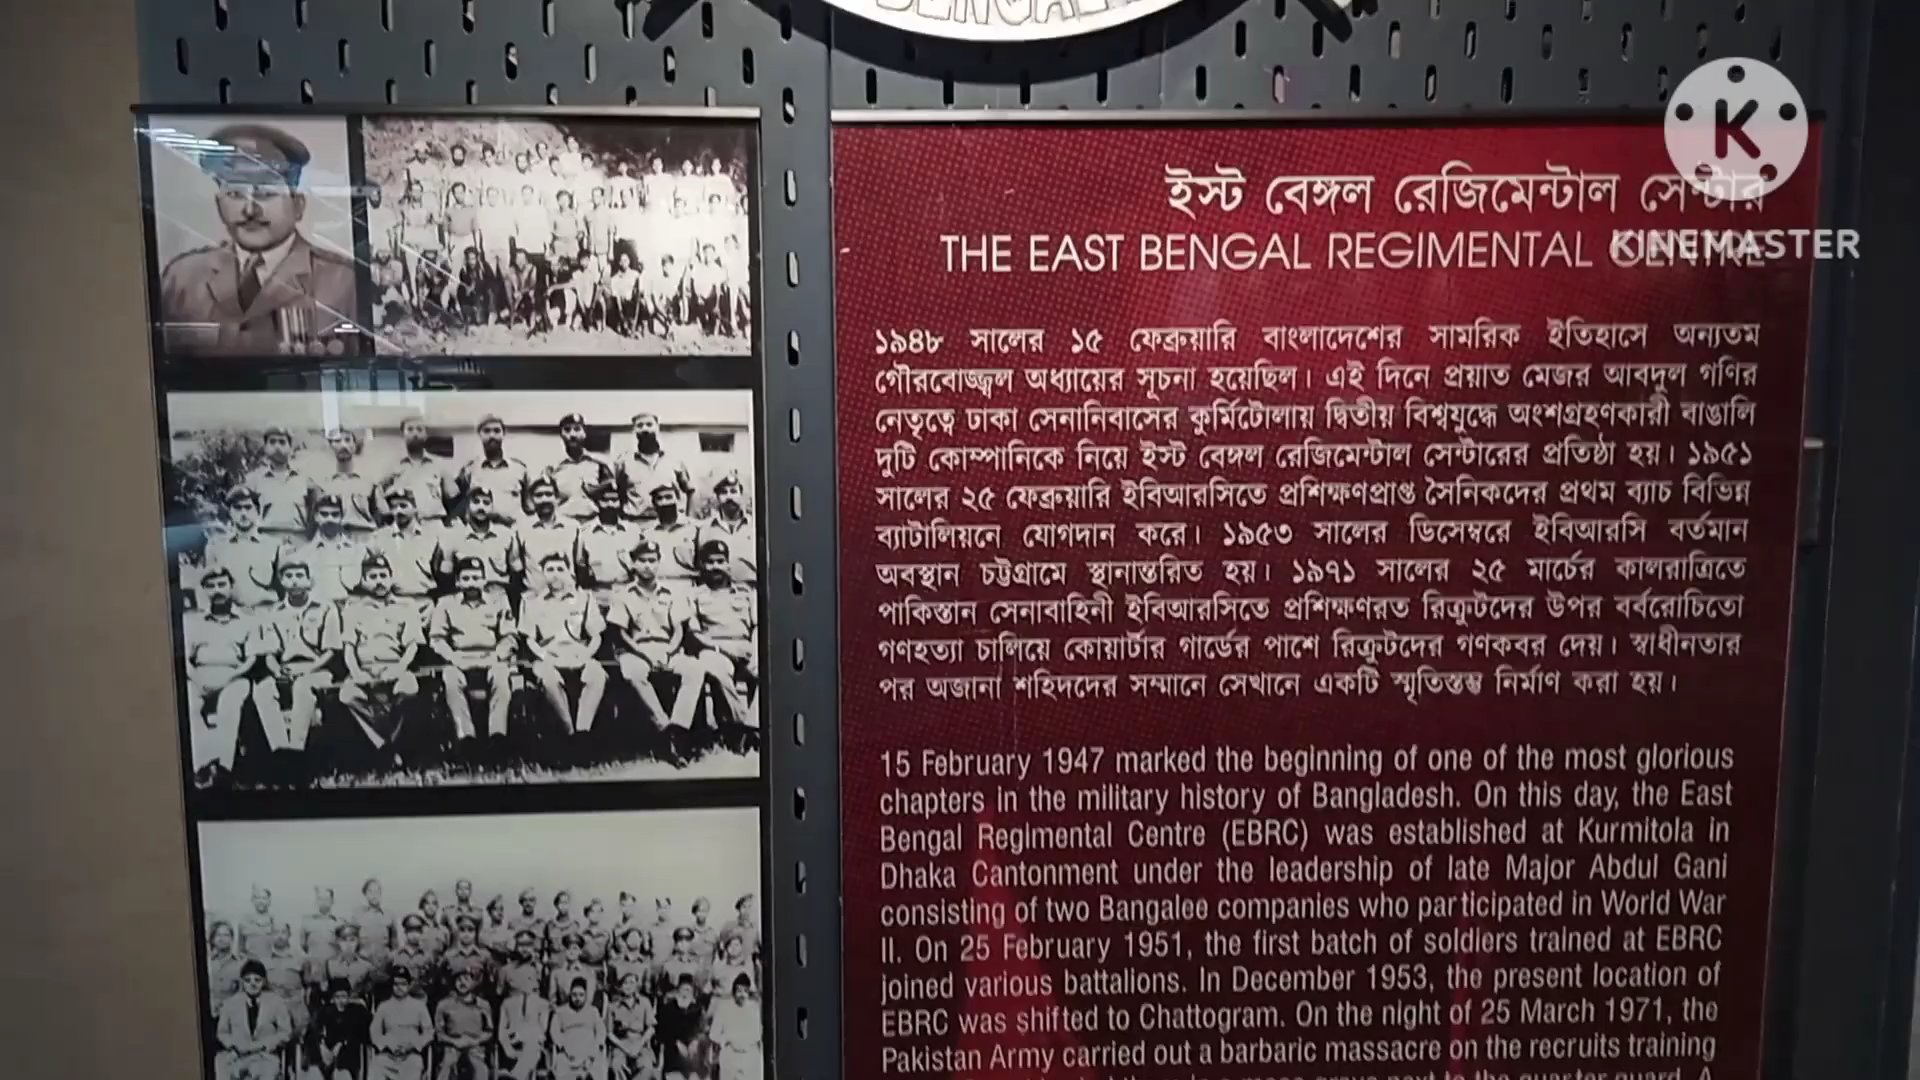 BENGAL
K
KINEMASTER
ইস্ট বেঙ্গল রেজিমেন্টাল সেন্টার
THE EAST BENGAL REGIMENTAL CENTRE
১৯৪৮ সালের ১৫ ফেব্রুয়ারি বাংলাদেশের সামরিক ইতিহাসে অন্যতম
গৌরবোজ্জ্বল অধ্যায়ের সূচনা হয়েছিল। এই দিনে প্রয়াত মেজর আবদুল গণির
নেতৃত্বে ঢাকা সেনানিবাসের কুর্মিটোলায় দ্বিতীয় বিশ্বযুদ্ধে অংশগ্রহণকারী বাঙালি
দুটি কোম্পানিকে নিয়ে ইস্ট বেঙ্গল রেজিমেন্টাল সেন্টারের প্রতিষ্ঠা হয়। ১৯৫১
সালের ২৫ ফেব্রুয়ারি ইবিআরসিতে প্রশিক্ষণপ্রাপ্ত সৈনিকদের প্রথম ব্যাচ বিভিন্ন
ব্যাটালিয়নে যোগদান করে। ১৯৫৩ সালের ডিসেম্বরে ইবিআরসি বর্তমান
অবস্থান চট্টগ্রামে স্থানান্তরিত হয়। ১৯৭১ সালের ২৫ মার্চের কালরাত্রিতে
পাকিস্তান সেনাবাহিনী ইবিআরসিতে প্রশিক্ষণরত রিক্রুটদের উপর বর্বরোচিতো
গণহত্যা চালিয়ে কোয়ার্টার গার্ডের পাশে রিক্রুটদের গণকবর দেয়। স্বাধীনতার
পর অজানা শহিদদের সম্মানে সেখানে একটি স্মৃতিস্তম্ভ নির্মাণ করা হয়।
15 February 1947 marked the beginning of one of the most glorious
chapters in the military history of Bangladesh. On this day, the East
Bengal Regimental Centre (EBRC) was established at Kurmitola in
Dhaka Cantonment under the leadership of late Major Abdul Gani
consisting of two Bangalee companies who participated in World War
II. On 25 February 1951, the first batch of soldiers trained at EBRC
joined various battalions. In December 1953, the present location of
EBRC was shifted to Chattogram. On the night of 25 March 1971, the
Pakistan Army carried out a barbaric massacre on the recruits training